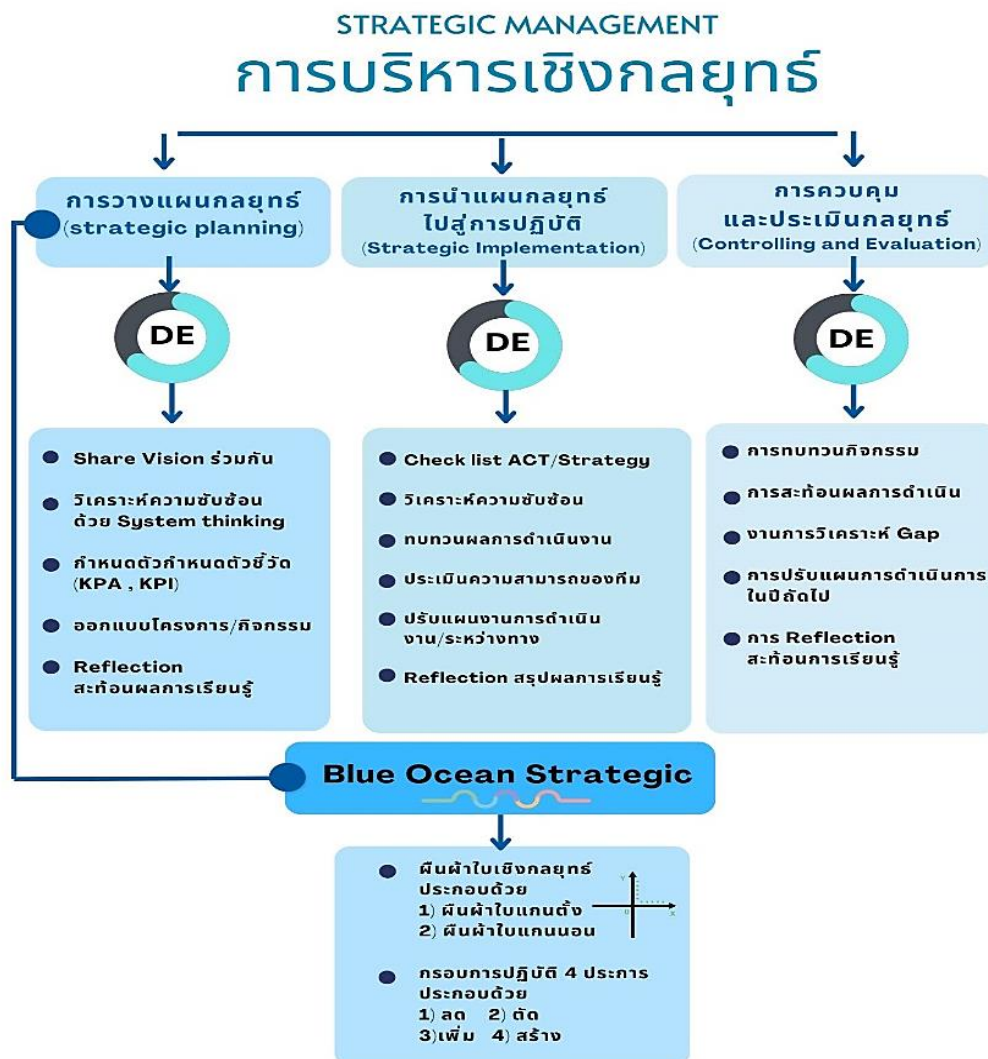 STRATEGIC MANAGEMENT
การบริหารเชิงกลยุทธ์
การวางแผนกลยุทธ์
(strategic planning)
DE
Share Vision ร่วมกัน
วิเคราะห์ความซับซ้อน
ด้วย System thinking
กำหนดตัวกำหนดตัวชี้วัด
(KPA , KPI)
ออกแบบโครงการ/กิจกรรม
Reflection
สะท้อนผลการเรียนรู้
การนำแผนกลยุทธ์
ไปสู่การปฏิบัติ
(Strategic Implementation)
DE
Check list ACT/Strategy
วิเคราะห์ความซับซ้อน
ทบทวนผลการดำเนินงาน
ประเมินความสามารถของทีม
ปรับแผนงานการดำเนิน
งาน/ระหว่างทาง
Reflection สรุปผลการเรียนรู้
การควบคุม
และประเมินกลยุทธ์
(Controlling and Evaluation)
DE
การทบทวนกิจกรรม
การสะท้อนผลการดำเนิน
งานการวิเคราะห์ Gap
การปรับแผนการดำเนินการ
ในปีถัดไป
การ Reflection
สะท้อนการเรียนรู้
Blue Ocean Strategic
ผืนผ้าใบเชิงกลยุทธ์
ประกอบด้วย
1) ผืนผ้าใบแกนตั้ง
2) ผืนผ้าใบแกนนอน
Y
0
X
กรอบการปฏิบัติ 4 ประการ
ประกอบด้วย
1) ลด 2) ตัด
3)เพิ่ม 4) สร้าง